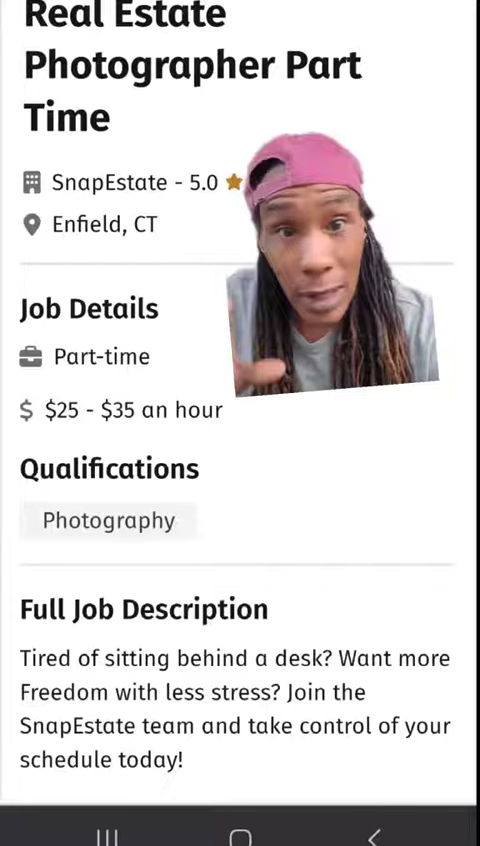 Real Estate
Photographer Part
Time
SnapEstate - 5.0
Enfield, CT
Job Details
Part-time
$ $25 - $35 an hour
Qualifications
Photography
Full Job Description
Tired of sitting behind a desk? Want more
Freedom with less stress? Join the
SnapEstate team and take control of your
schedule today!